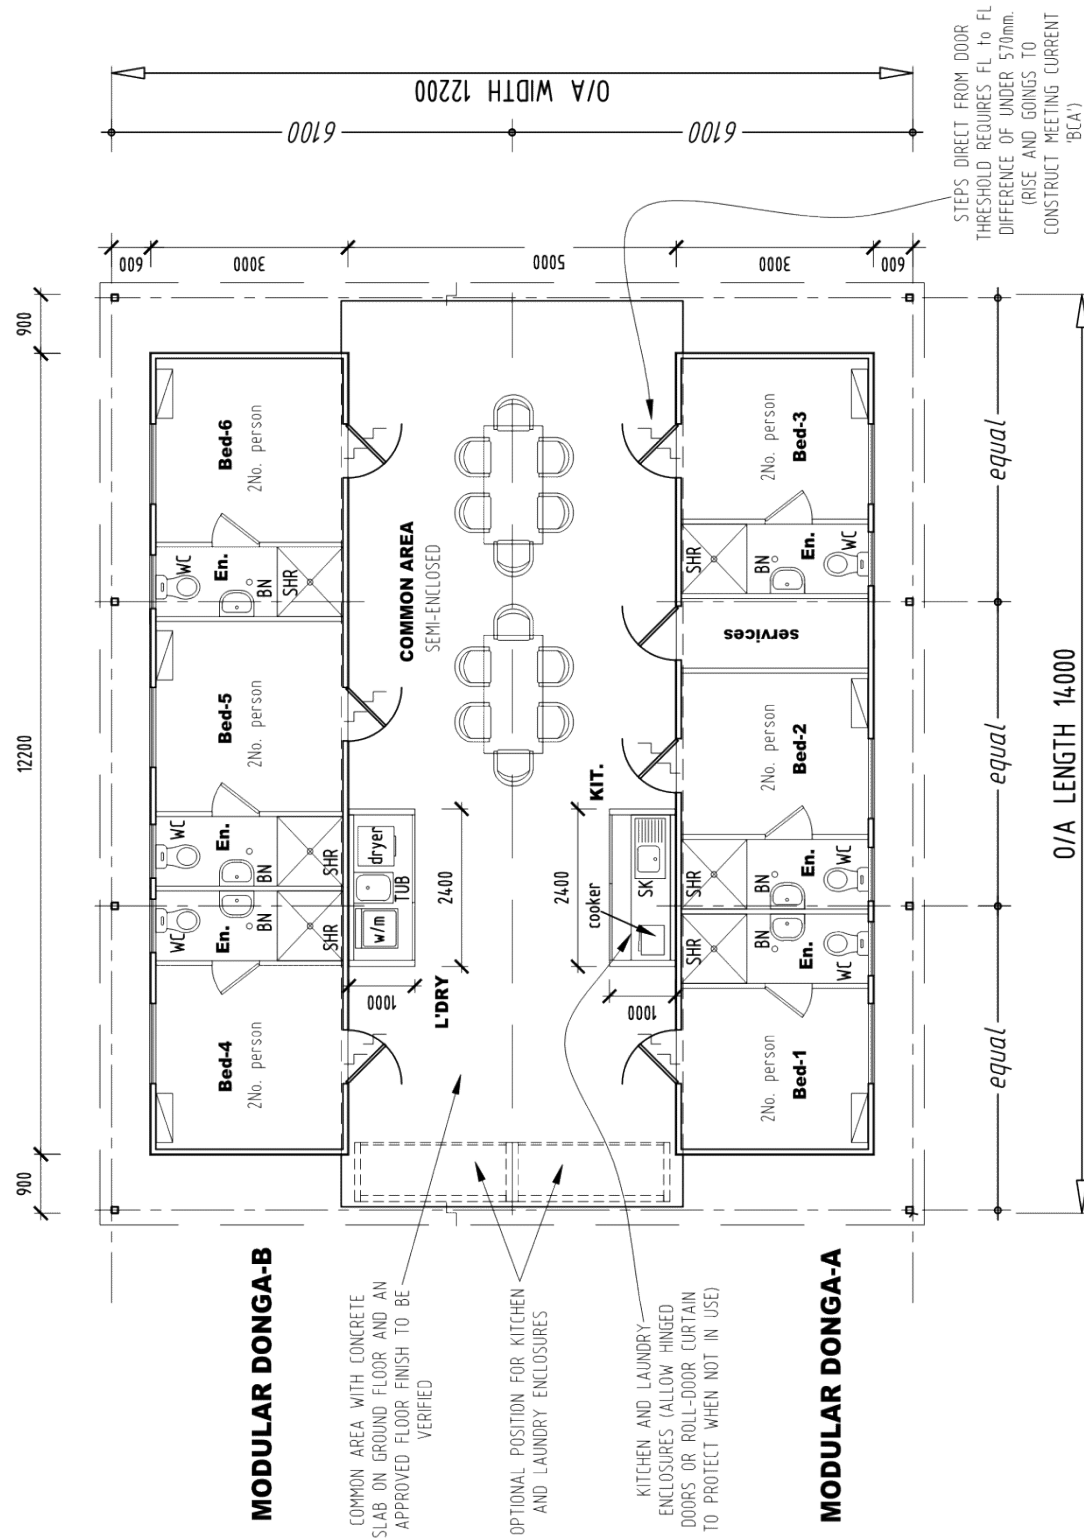 900
12200
900
MODULAR DONGA-B
COMMON AREA WITH CONCRETE
SLAB ON GROUND FLOOR AND AN
APPROVED FLOOR FINISH TO BE
VERIFIED
OPTIONAL POSITION FOR KITCHEN
AND LAUNDRY ENCLOSURES
KITCHEN AND LAUNDRY
ENCLOSURES (ALLOW HINGED
DOORS OR ROLL-DOOR CURTAIN
TO PROTECT WHEN NOT IN USE)
MODULAR DONGA-A
Bed-4
2No. person
WC
En.
BN
SHR
WC
En.
BN
SHR
Bed-5
2No. person
WC
En.
BN
SHR
Bed-6
2No. person
L'DRY
1000
w/m
TUB
dryer
2400
COMMON AREA
SEMI-ENCLOSED
2400
cooker
KIT.
SK
1000
2No. person
Bed-1
SHR
BN
En.
WC
SHR
BN
En.
WC
2No. person
Bed-2
services
SHR
BN
En.
WC
2No. person
Bed-3
600
3000
5000
3000
600
6100
6100
O/A WIDTH 12200
STEPS DIRECT FROM DOOR
THRESHOLD REQUIRES FL to FL
DIFFERENCE OF UNDER 570mm.
(RISE AND GOINGS TO
CONSTRUCT MEETING CURRENT
'BCA')
equal
equal
equal
O/A LENGTH 14000